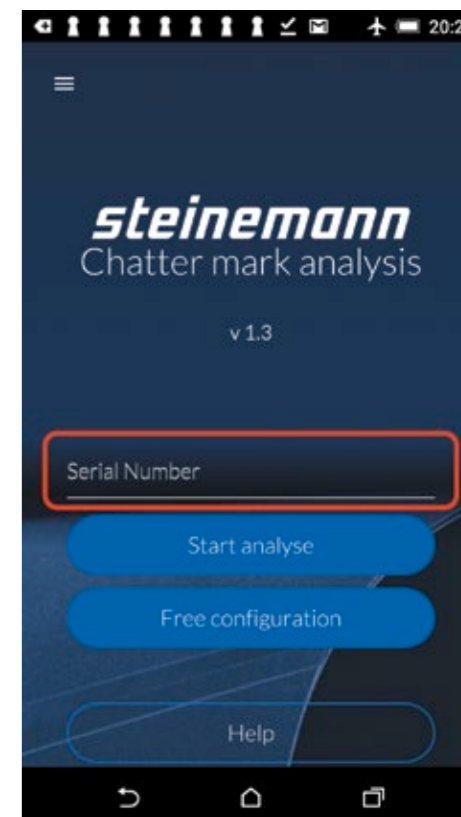 20:2
steinemann
Chatter mark analysis
v 1.3
Serial Number
Start analyse
Free configuration
Help